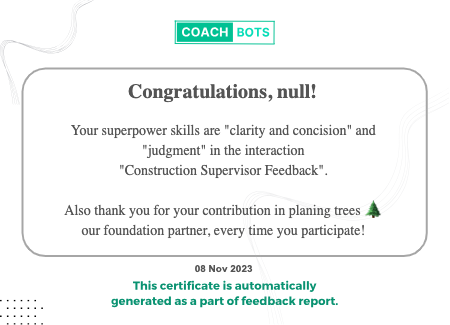 COACH BOTS
Congratulations, null!
Your superpower skills are "clarity and concision" and
"judgment" in the interaction
"Construction Supervisor Feedback".
Also thank you for your contribution in planing trees 🌲
our foundation partner, every time you participate!
08 Nov 2023
This certificate is automatically
generated as a part of feedback report.